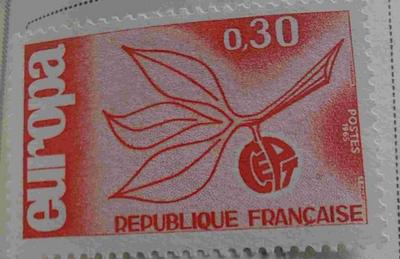 europa
0,30
CEPT
POSTES
1965
REPUBLIQUE FRANÇAISE